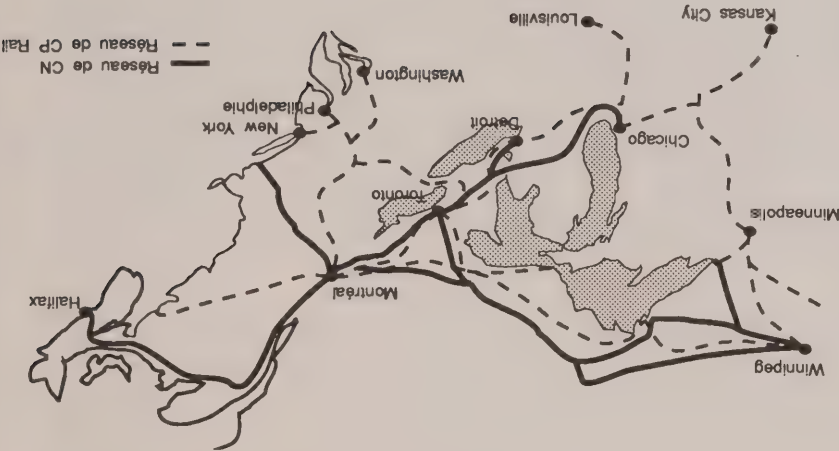 Winnipeg
Halifax
Montréal
Minneapolis
Toronto
Chicago
Detroit
New York
Philadelphie
Washington
Kansas City
Louisville
Réseau de CN
Réseau de CP Rail